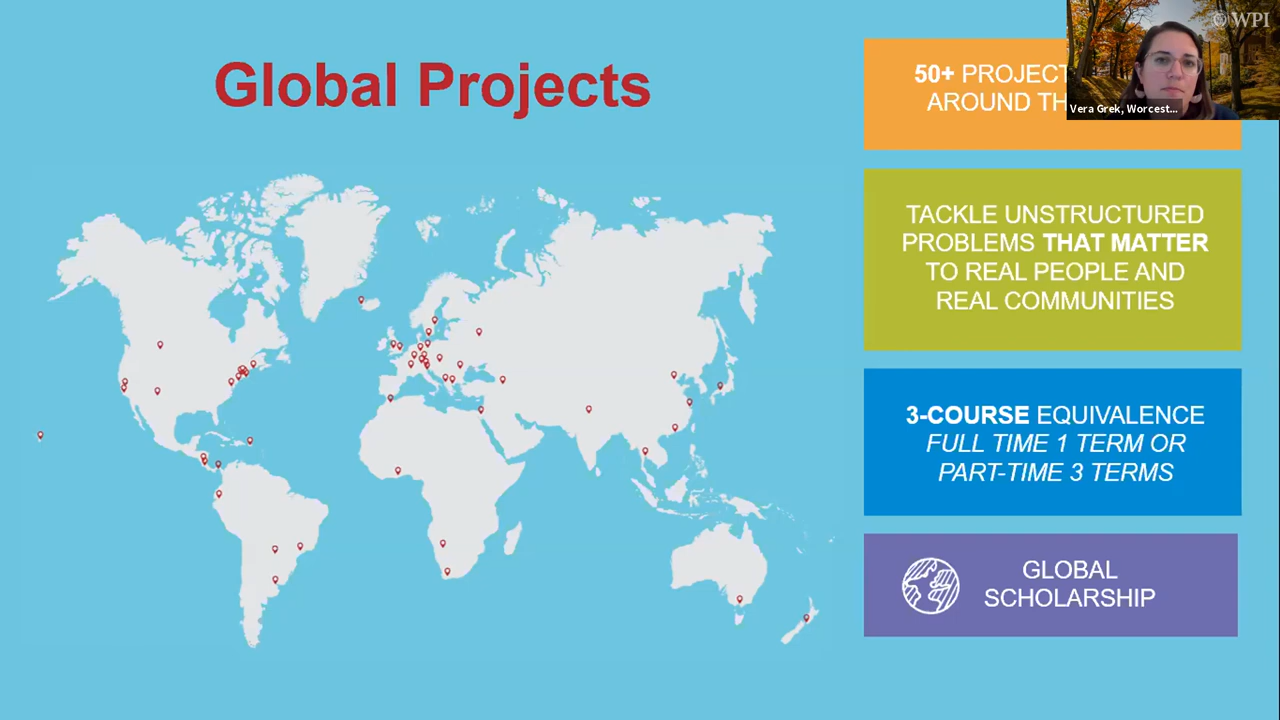 Global Projects
50+ PROJECT
AROUND TH
© WPI
Vera Grek, Worcest...
TACKLE UNSTRUCTURED
PROBLEMS THAT MATTER
TO REAL PEOPLE AND
REAL COMMUNITIES
3-COURSE EQUIVALENCE
FULL TIME 1 TERM OR
PART-TIME 3 TERMS
GLOBAL
SCHOLARSHIP